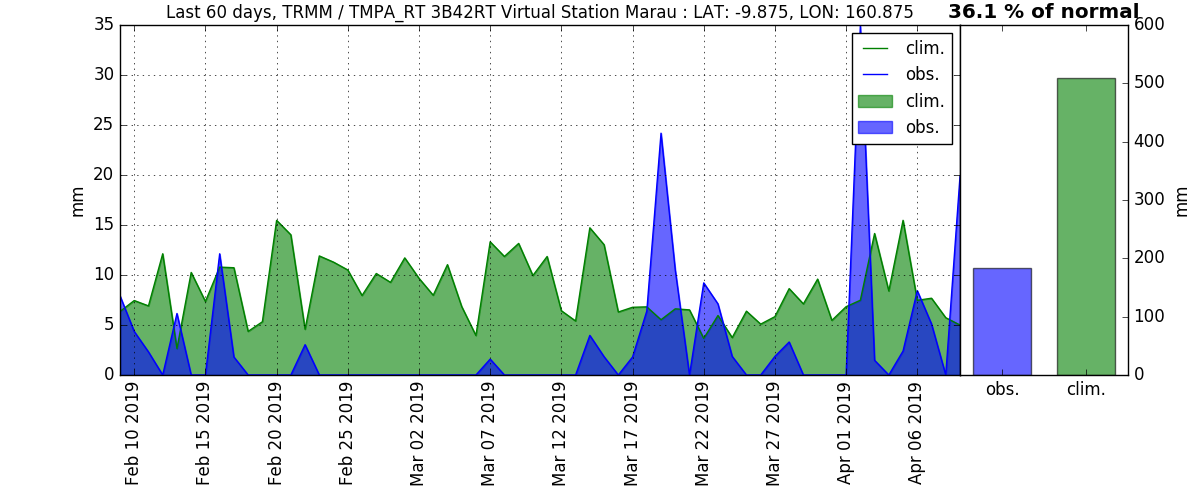 Last 60 days, TRMM / TMPA_RT 3B42RT Virtual Station Marau : LAT: -9.875, LON: 160.875
36.1 % of normal
35
30
25
20
15
10
5
0
mm
clim.
obs.
clim.
obs.
600
500
400
300
200
100
0
mm
obs.
clim.
Feb 10 2019
Feb 15 2019
Feb 20 2019
Feb 25 2019
Mar 02 2019
Mar 07 2019
Mar 12 2019
Mar 17 2019
Mar 22 2019
Mar 27 2019
Apr 01 2019
Apr 06 2019